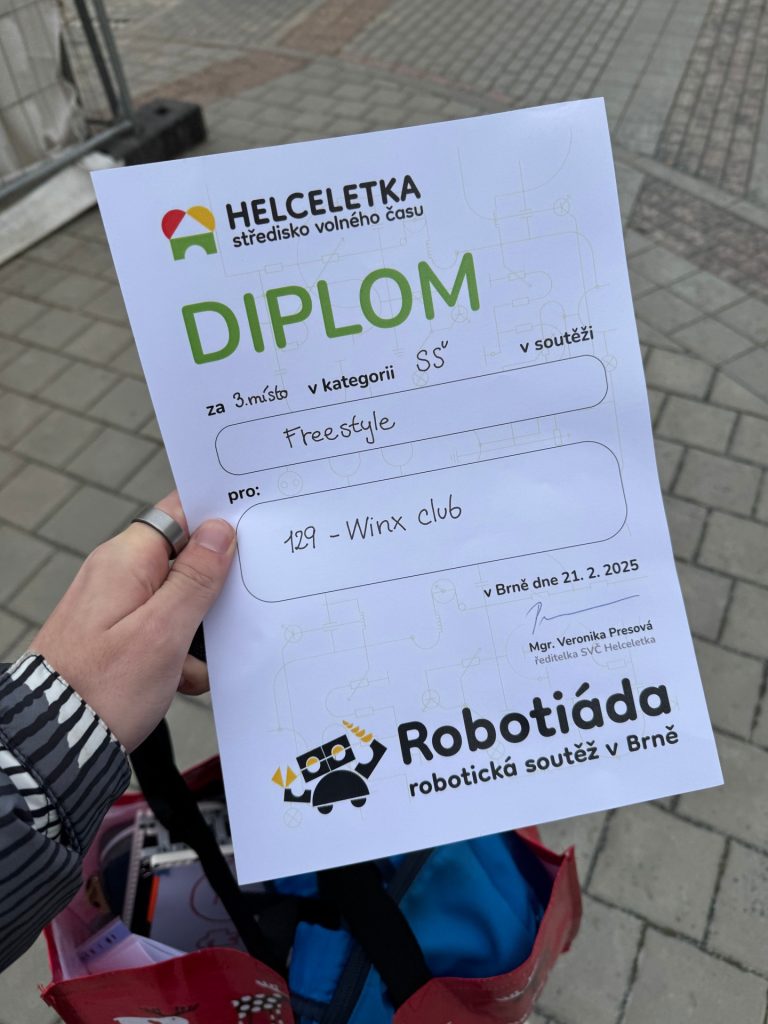 HELCELETKA
středisko volného času
DIPLOM
za 3. místo v kategorii SŠ v soutěži
Freestyle
pro:
129 - Winx club
v Brně dne 21. 2. 2025
Mgr. Veronika Presová
ředitelka SVČ Helceletka
Robotiáda
robotická soutěž v Brně